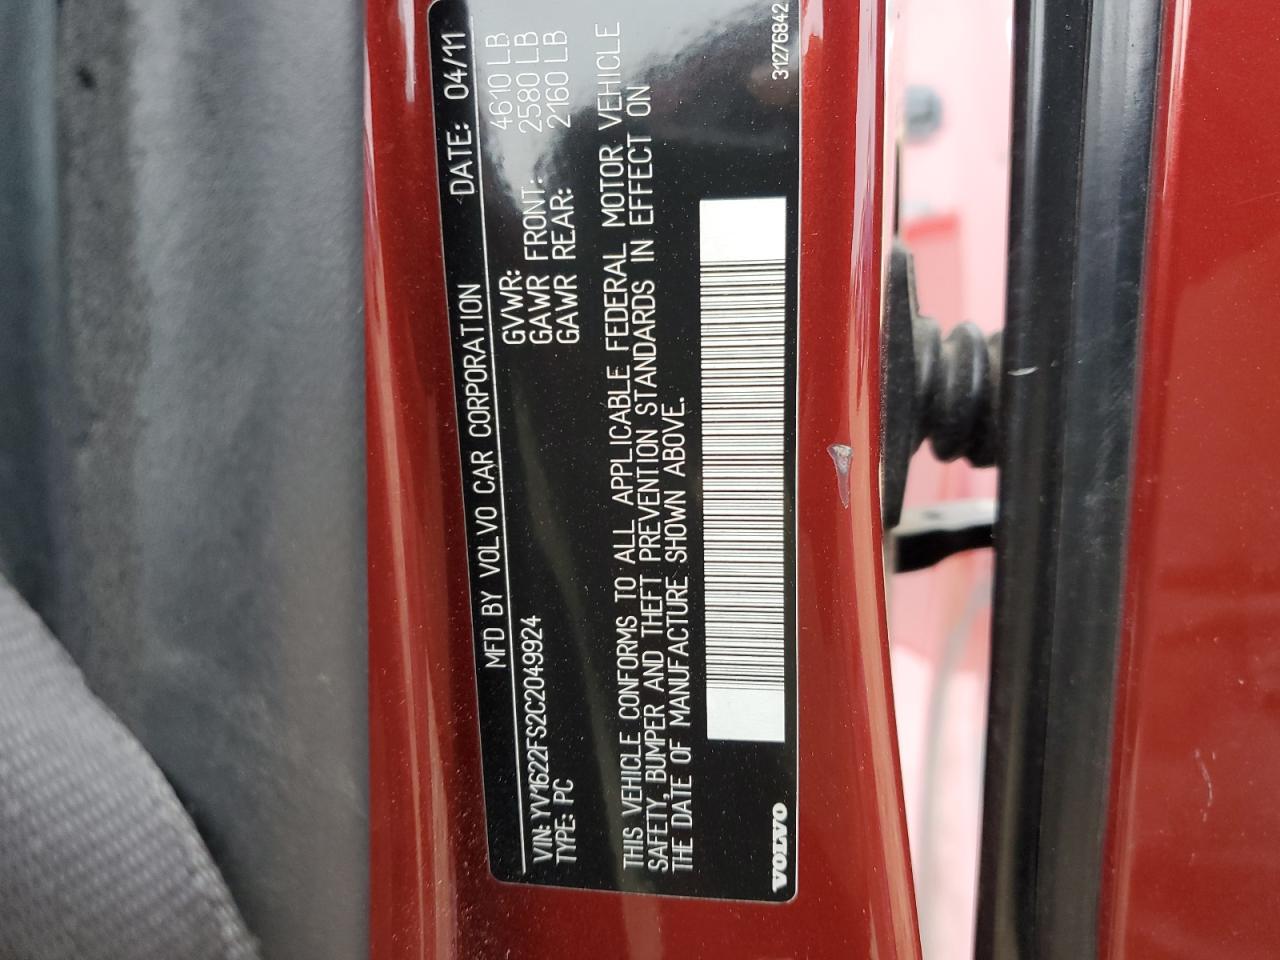 MFD BY VOLVO CAR CORPORATION DATE: 04/11
VIN: YV1622FS2C2049924 GVWR: 4610 LB
TYPE: PC GAWR FRONT: 2580 LB
GAWR REAR: 2160 LB
THIS VEHICLE CONFORMS TO ALL APPLICABLE FEDERAL MOTOR VEHICLE
SAFETY, BUMPER AND THEFT PREVENTION STANDARDS IN EFFECT ON
THE DATE OF MANUFACTURE SHOWN ABOVE.
VOLVO 31276842